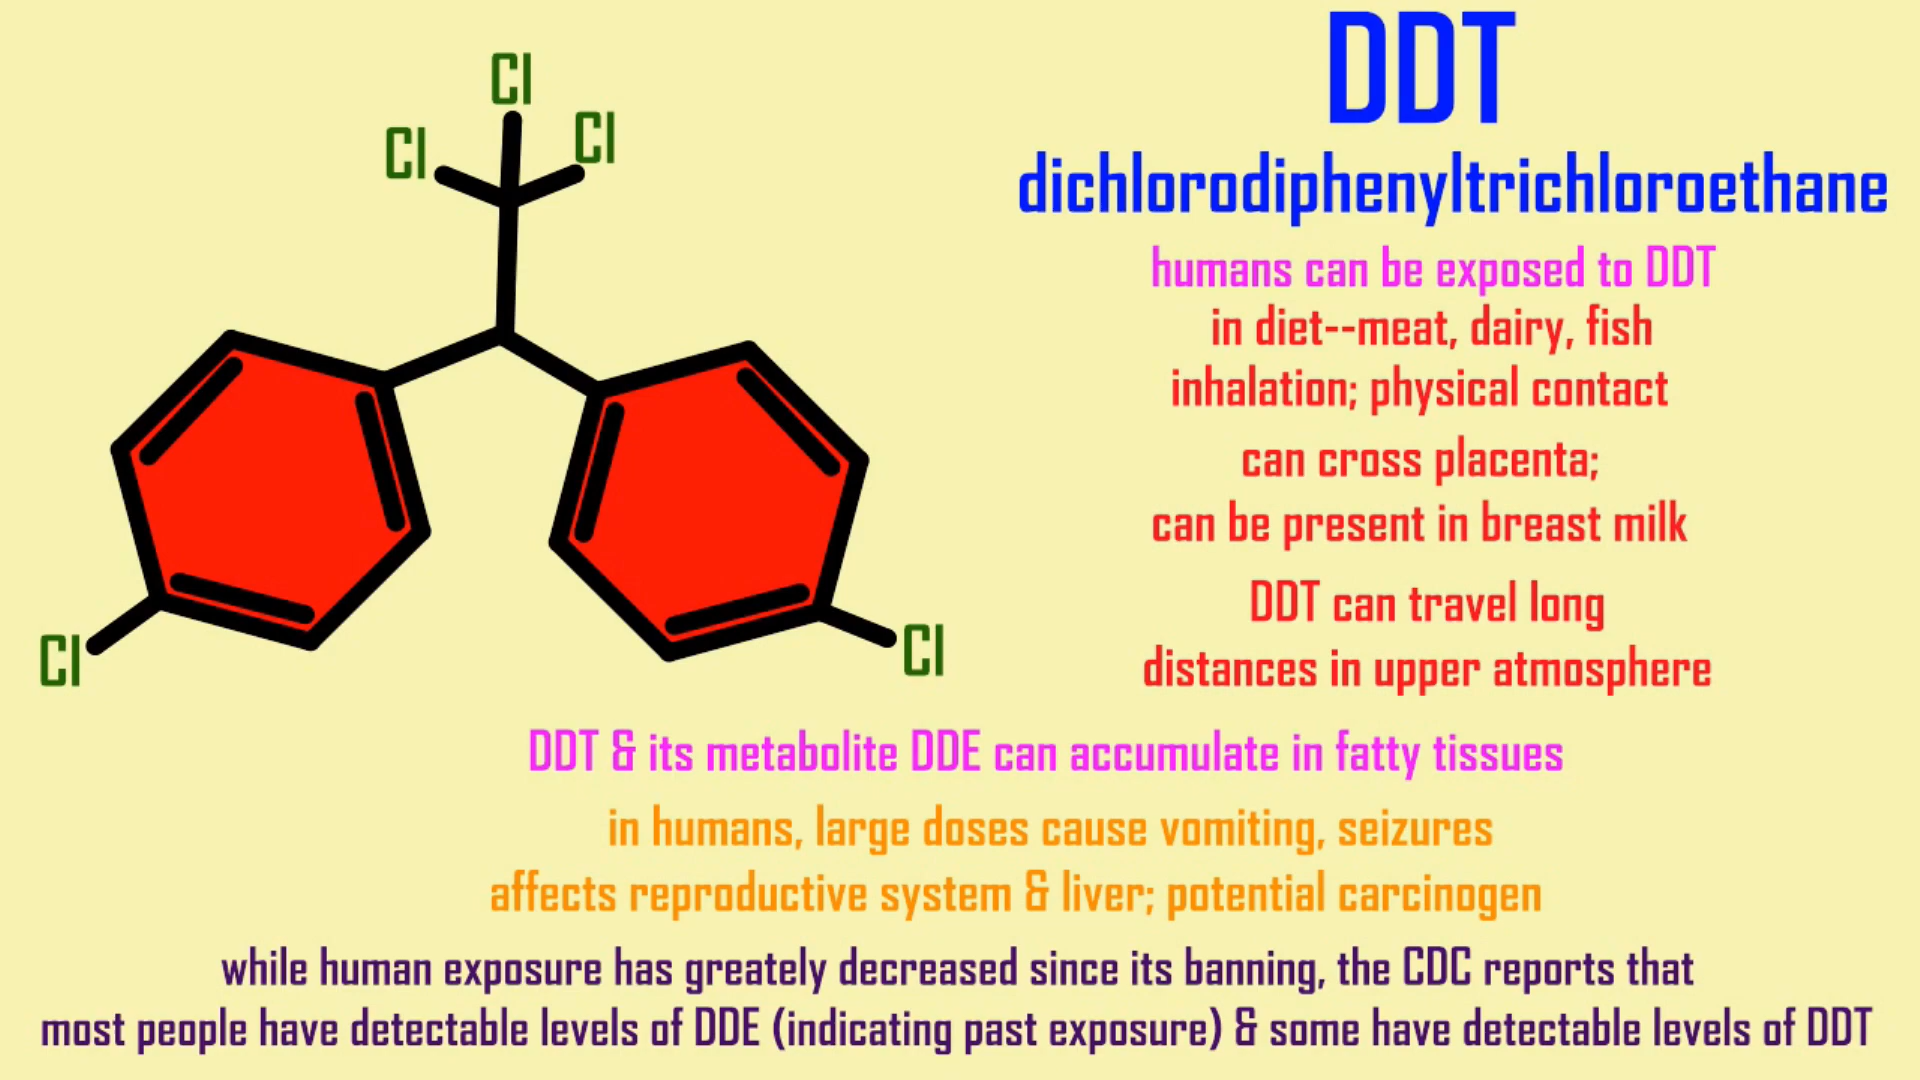 Cl
Cl
Cl
Cl
Cl
DDT
dichlorodiphenyltrichloroethane
humans can be exposed to DDT
in diet--meat, dairy, fish
inhalation; physical contact
can cross placenta;
can be present in breast milk
DDT can travel long
distances in upper atmosphere
DDT & its metabolite DDE can accumulate in fatty tissues
in humans, large doses cause vomiting, seizures
affects reproductive system & liver; potential carcinogen
while human exposure has greately decreased since its banning, the CDC reports that
most people have detectable levels of DDE (indicating past exposure) & some have detectable levels of DDT